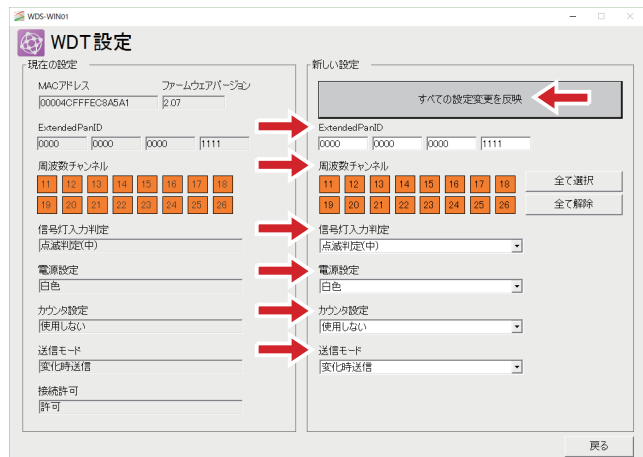 WDS-WIN01
WDT設定
現在の設定
MACアドレス ファームウェアバージョン
00004CFFFEC8A5A1 2.07
ExtendedPanID
0000 0000 0000 1111
周波数チャンネル
11 12 13 14 15 16 17 18
19 20 21 22 23 24 25 26
信号灯入力判定
点滅判定(中)
電源設定
白色
カウンタ設定
使用しない
送信モード
変化時送信
接続許可
許可
新しい設定
すべての設定変更を反映
ExtendedPanID
0000 0000 0000 1111
周波数チャンネル
11 12 13 14 15 16 17 18 全て選択
19 20 21 22 23 24 25 26 全て解除
信号灯入力判定
点滅判定(中)
電源設定
白色
カウンタ設定
使用しない
送信モード
変化時送信
戻る